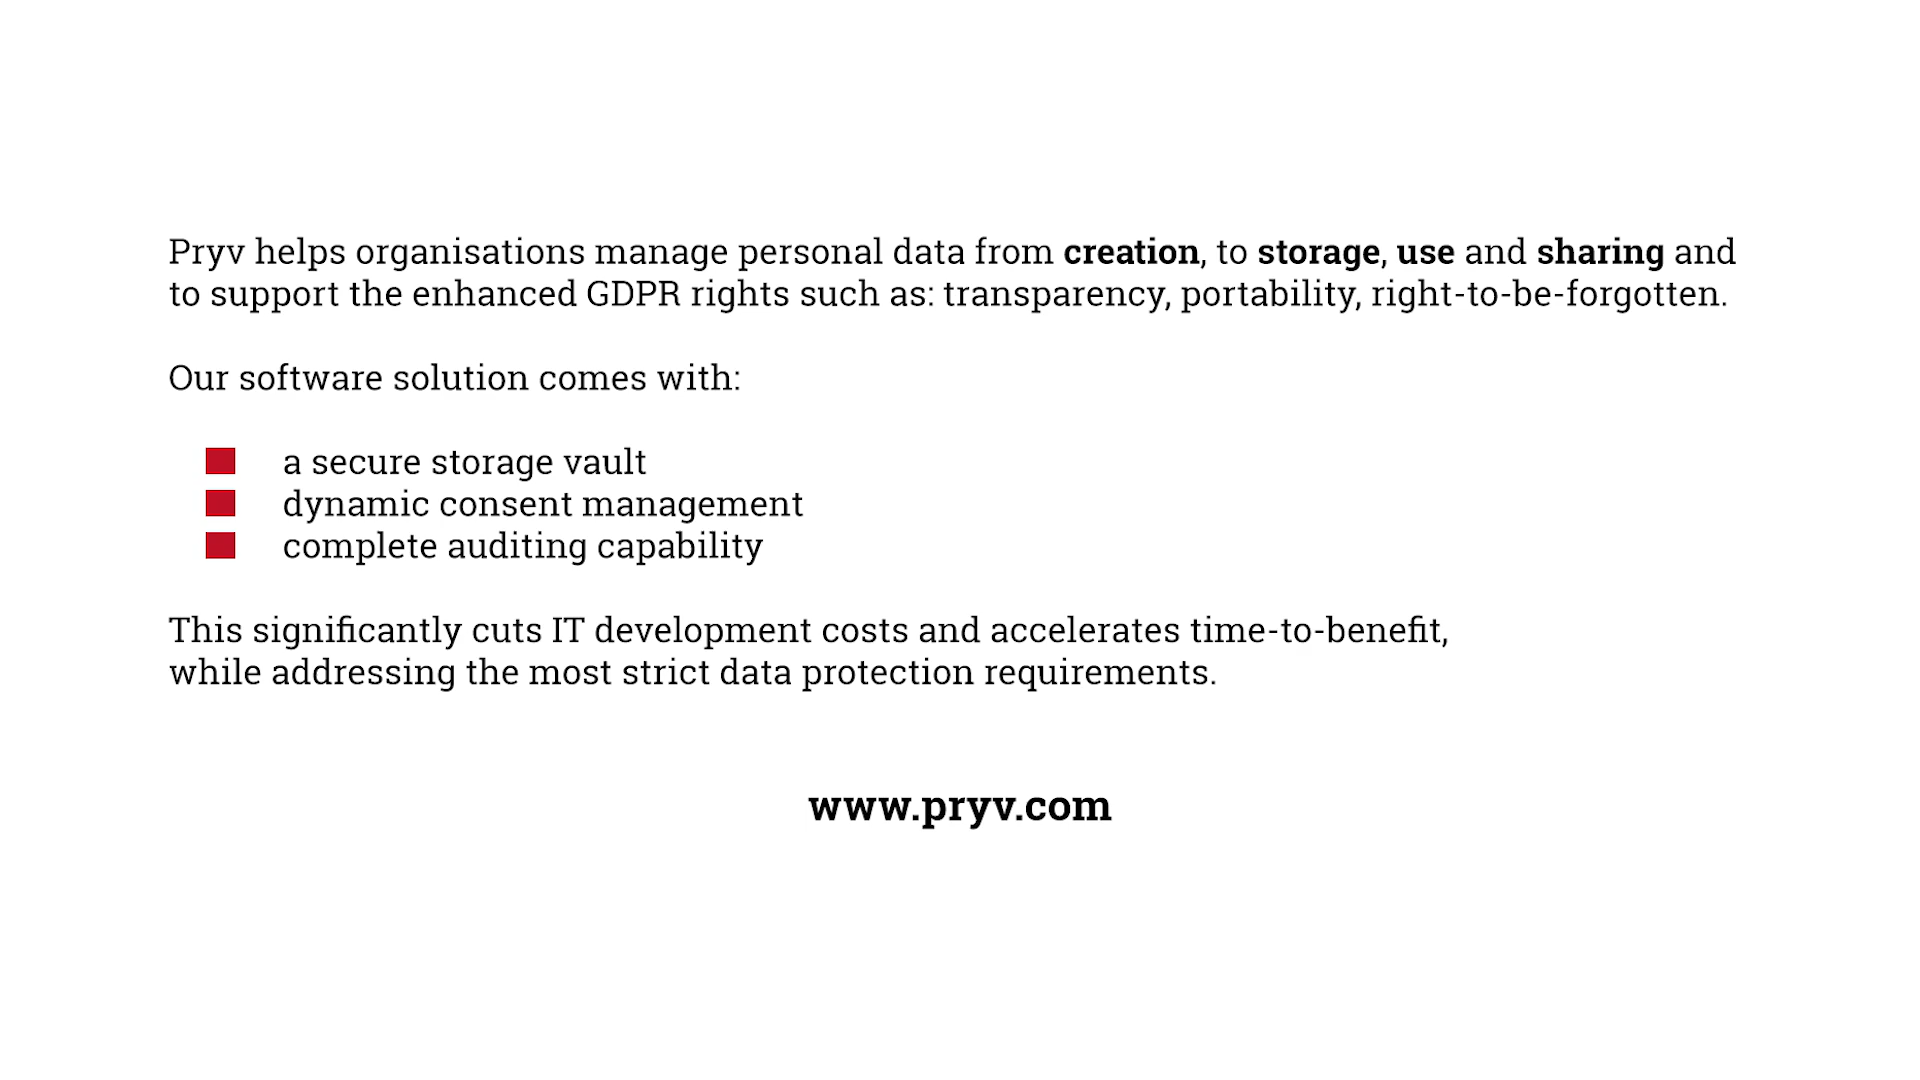 Pryv helps organisations manage personal data from creation, to storage, use and sharing and
to support the enhanced GDPR rights such as: transparency, portability, right-to-be-forgotten.
Our software solution comes with:
a secure storage vault
dynamic consent management
complete auditing capability
This significantly cuts IT development costs and accelerates time-to-benefit,
while addressing the most strict data protection requirements.
www.pryv.com